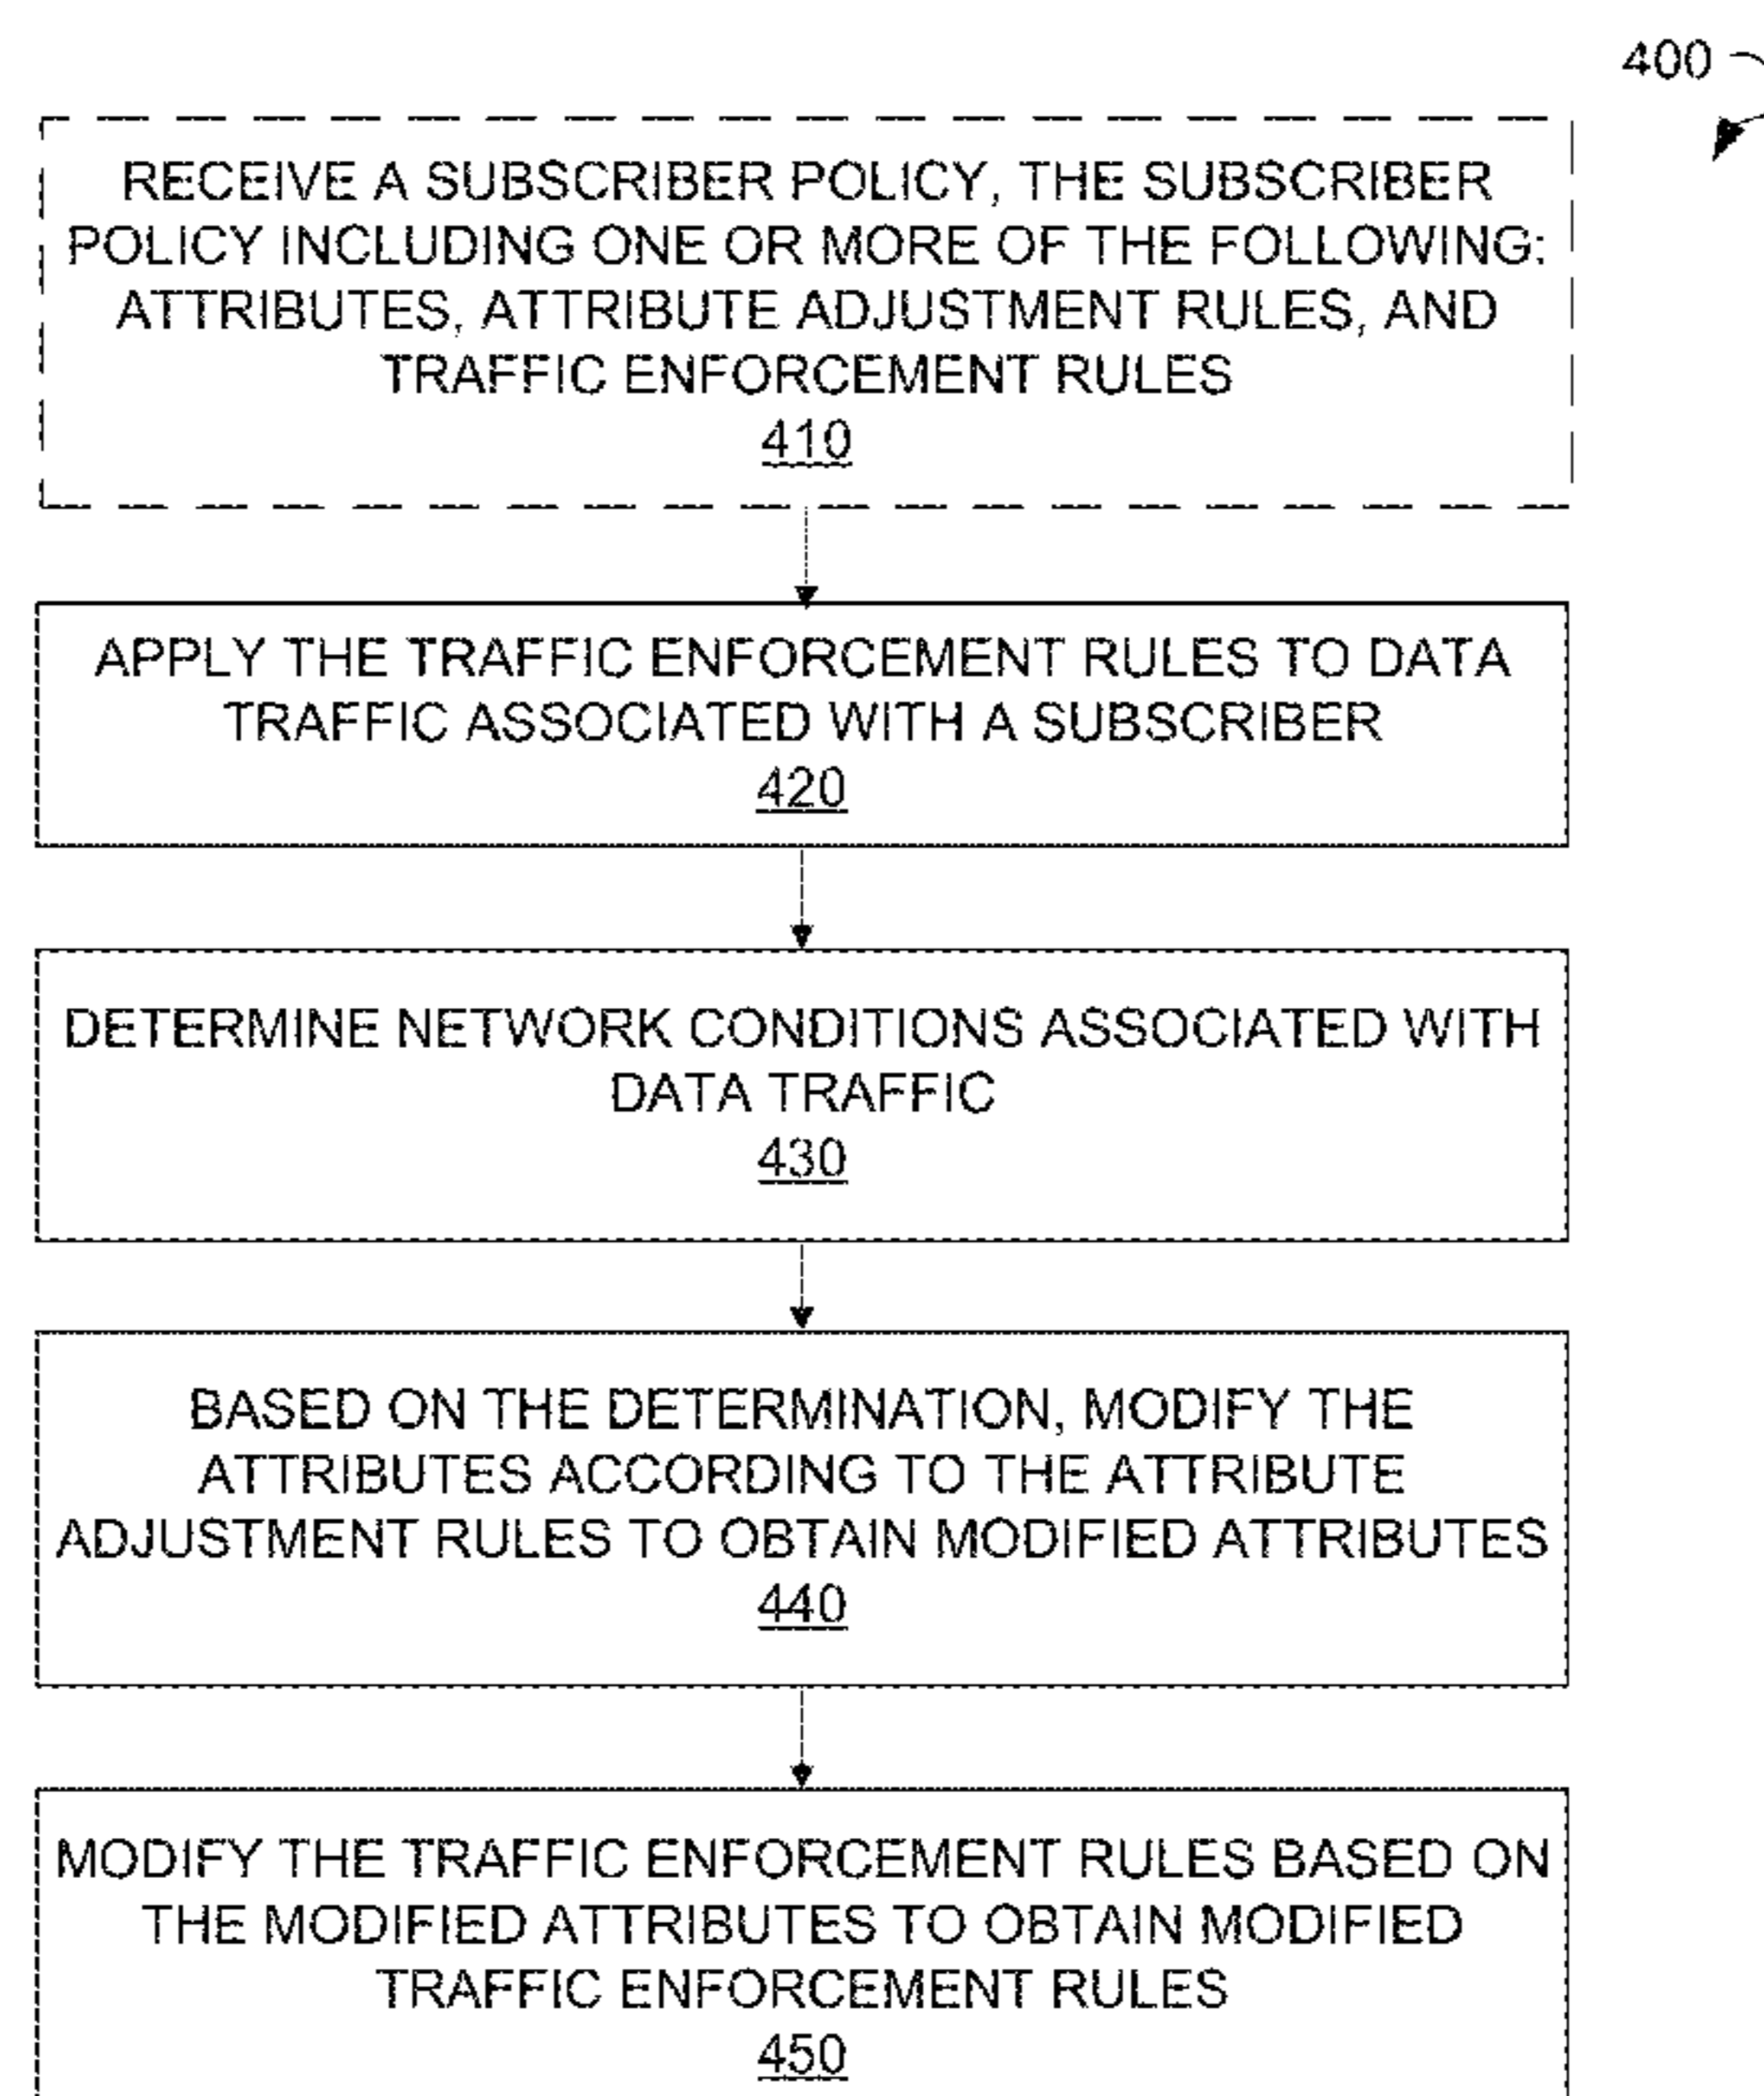 400
RECEIVE A SUBSCRIBER POLICY, THE SUBSCRIBER
POLICY INCLUDING ONE OR MORE OF THE FOLLOWING:
ATTRIBUTES, ATTRIBUTE ADJUSTMENT RULES, AND
TRAFFIC ENFORCEMENT RULES
410
APPLY THE TRAFFIC ENFORCEMENT RULES TO DATA
TRAFFIC ASSOCIATED WITH A SUBSCRIBER
420
DETERMINE NETWORK CONDITIONS ASSOCIATED WITH
DATA TRAFFIC
430
BASED ON THE DETERMINATION, MODIFY THE
ATTRIBUTES ACCORDING TO THE ATTRIBUTE
ADJUSTMENT RULES TO OBTAIN MODIFIED ATTRIBUTES
440
MODIFY THE TRAFFIC ENFORCEMENT RULES BASED ON
THE MODIFIED ATTRIBUTES TO OBTAIN MODIFIED
TRAFFIC ENFORCEMENT RULES
450